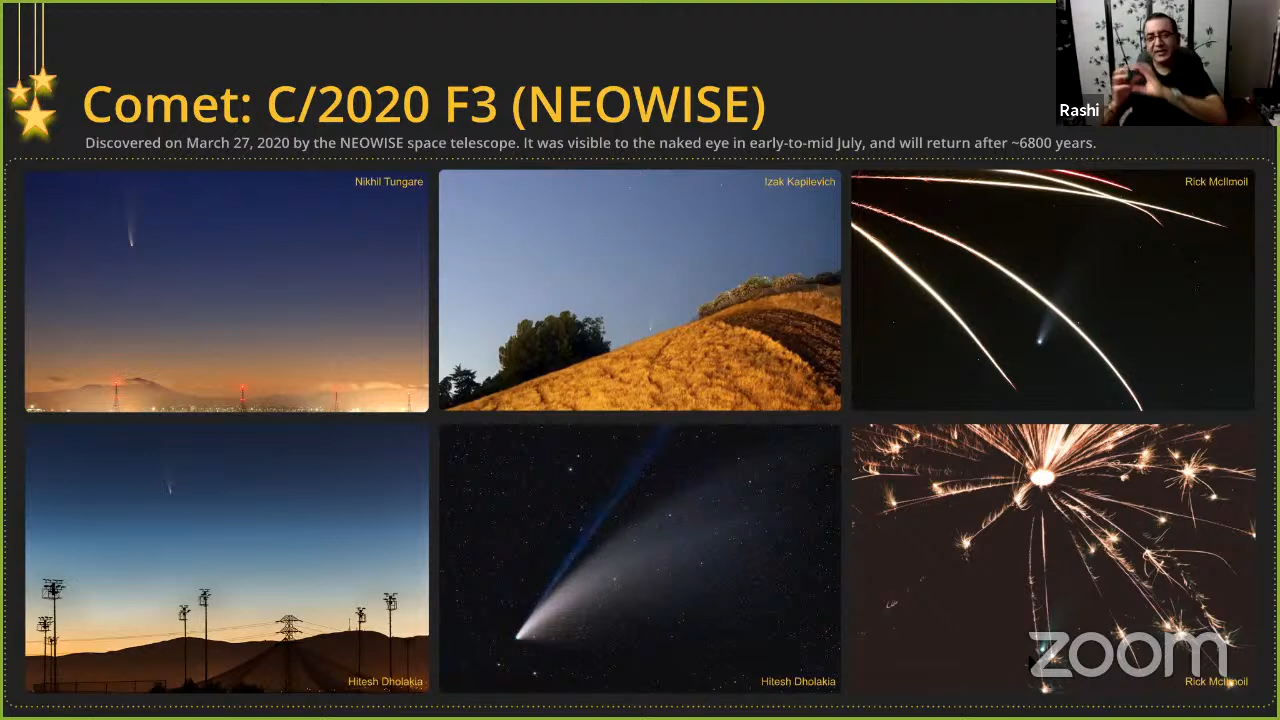 Rashi
Comet: C/2020 F3 (NEOWISE)
Discovered on March 27, 2020 by the NEOWISE space telescope. It was visible to the naked eye in early-to-mid July, and will return after ~6800 years.
Nikhil Tungare
Izak Kapilevich
Rick McIlmoil
Hitesh Dholakia
Hitesh Dholakia
zoom
Rick McIlmoil